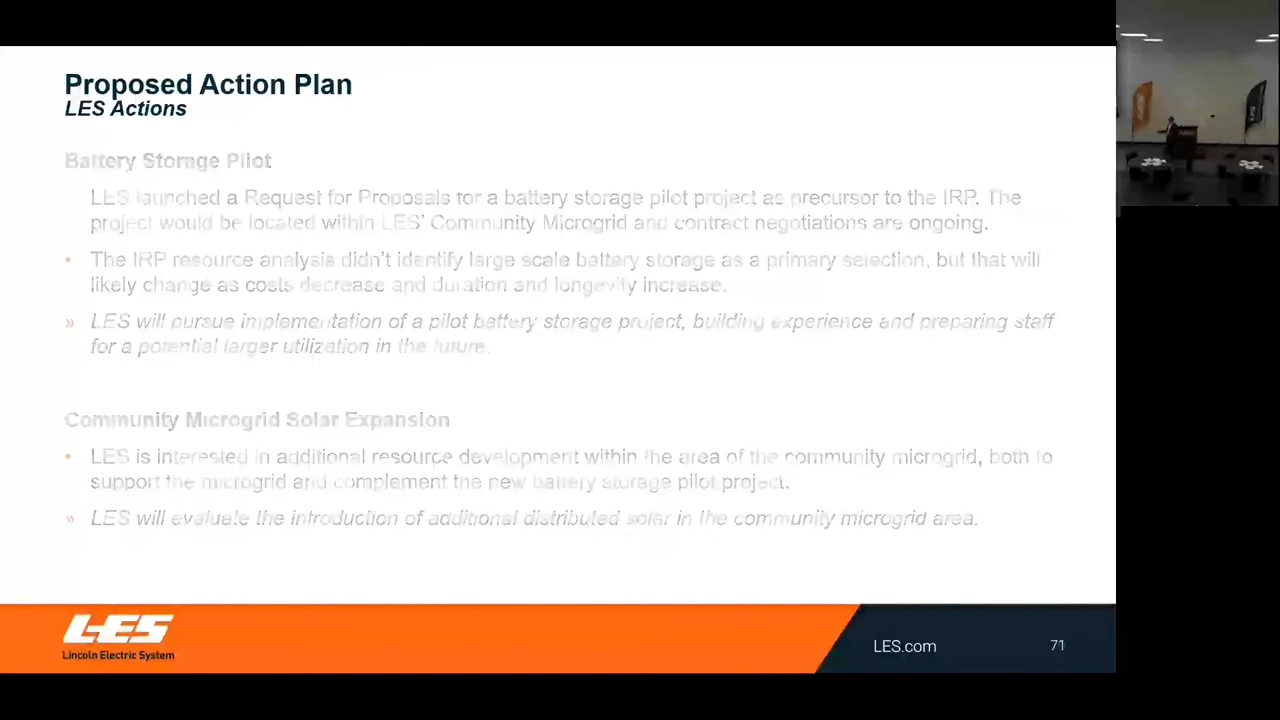 Proposed Action Plan
LES Actions
Battery Storage Pilot
LES launched a Request for Proposals for a battery storage pilot project as precursor to the IRP. The
project would be located within LES' Community Microgrid and contract negotiations are ongoing.
• The IRP resource analysis didn't identify large scale battery storage as a primary selection, but that will
likely change as costs decrease and duration and longevity increase.
» LES will pursue implementation of a pilot battery storage project, building experience and preparing staff
for a potential larger utilization in the future.
Community Microgrid Solar Expansion
• LES is interested in additional resource development within the area of the community microgrid, both to
support the microgrid and complement the new battery storage pilot project.
» LES will evaluate the introduction of additional distributed solar in the community microgrid area.
LES
Lincoln Electric System
LES.com
71